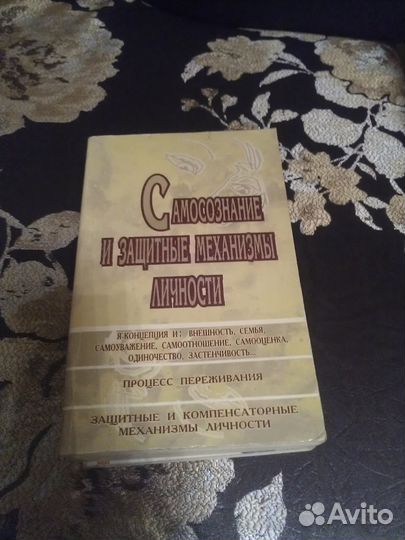 САМОСОЗНАНИЕ
И ЗАЩИТНЫЕ МЕХАНИЗМЫ
ЛИЧНОСТИ
Я-КОНЦЕПЦИЯ И: ВНЕШНОСТЬ, СЕМЬЯ,
САМОУВАЖЕНИЕ, САМООТНОШЕНИЕ, САМООЦЕНКА,
ОДИНОЧЕСТВО, ЗАСТЕНЧИВОСТЬ...
ПРОЦЕСС ПЕРЕЖИВАНИЯ
ЗАЩИТНЫЕ И КОМПЕНСАТОРНЫЕ
МЕХАНИЗМЫ ЛИЧНОСТИ
Avito